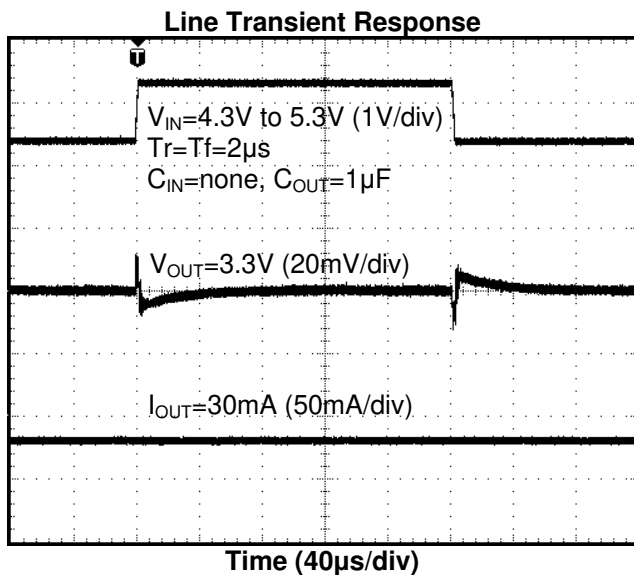 Line Transient Response
T
V_IN=4.3V to 5.3V (1V/div)
Tr=Tf=2µs
C_IN=none, C_OUT=1µF
V_OUT=3.3V (20mV/div)
I_OUT=30mA (50mA/div)
Time (40µs/div)